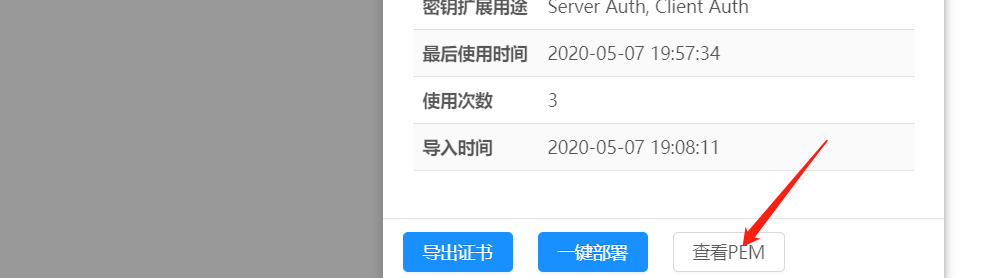 密钥扩展用途 Server Auth, Client Auth
最后使用时间 2020-05-07 19:57:34
使用次数 3
导入时间 2020-05-07 19:08:11
导出证书 一键部署 查看PEM